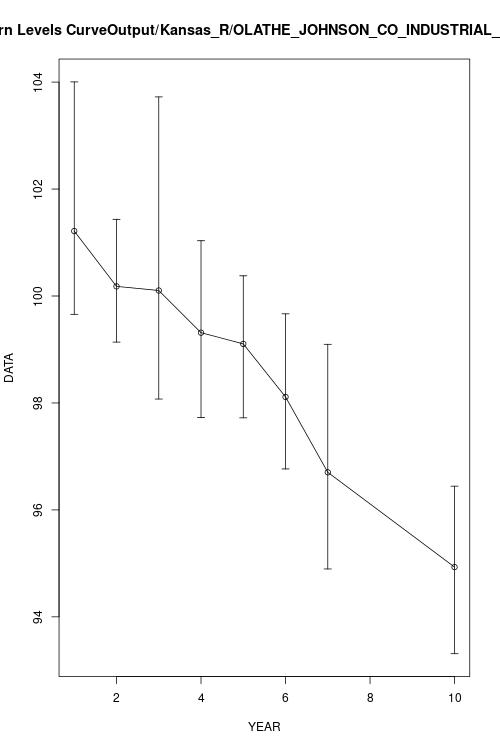 rn Levels CurveOutput/Kansas_R/OLATHE_JOHNSON_CO_INDUSTRIAL_
104
102
100
98
96
94
DATA
2 4 6 8 10
YEAR